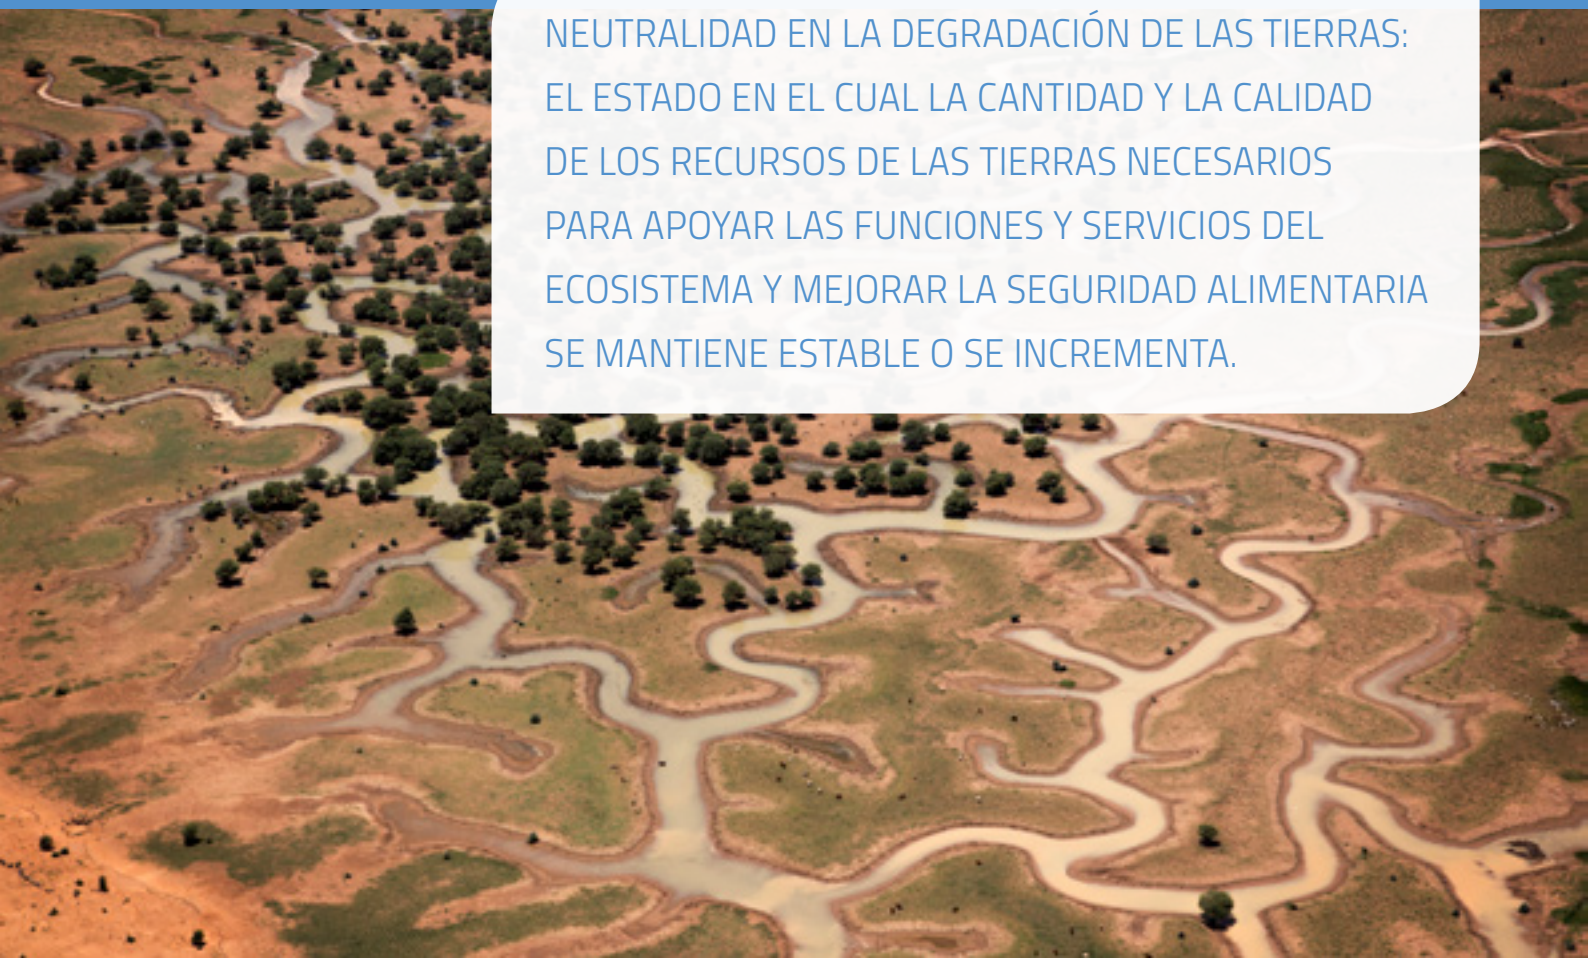 NEUTRALIDAD EN LA DEGRADACIÓN DE LAS TIERRAS:
EL ESTADO EN EL CUAL LA CANTIDAD Y LA CALIDAD
DE LOS RECURSOS DE LAS TIERRAS NECESARIOS
PARA APOYAR LAS FUNCIONES Y SERVICIOS DEL
ECOSISTEMA Y MEJORAR LA SEGURIDAD ALIMENTARIA
SE MANTIENE ESTABLE O SE INCREMENTA.